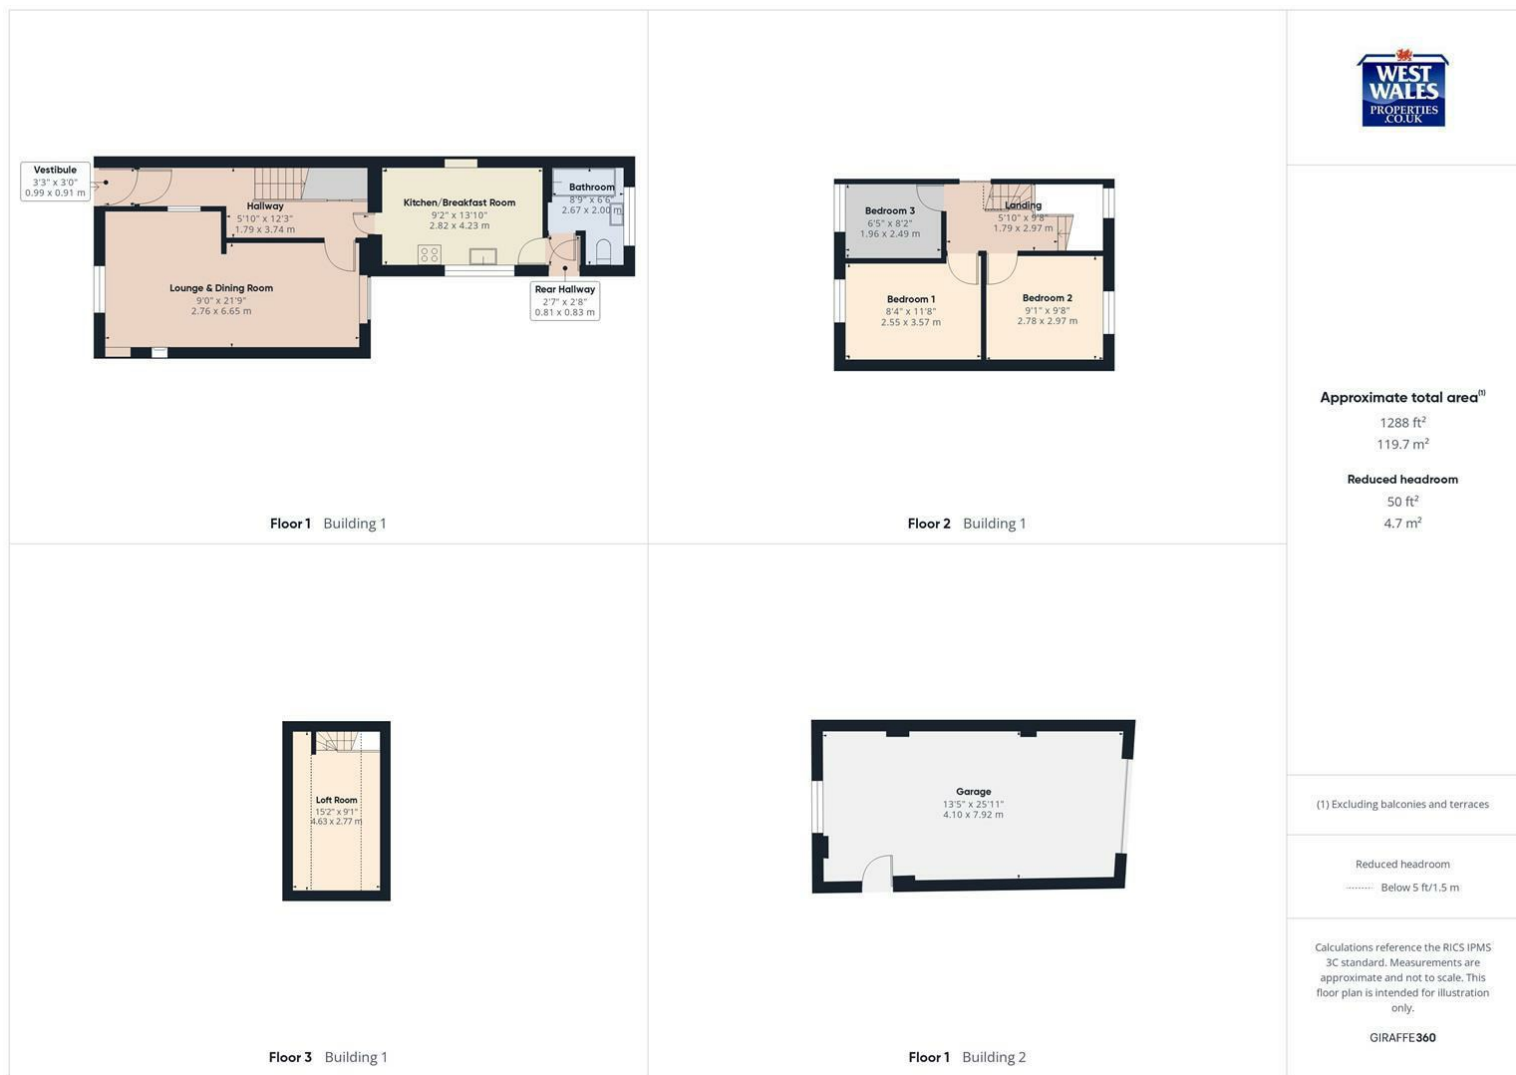 Vestibule
3'3" x 3'0"
0.99 x 0.91 m
Hallway
5'10" x 12'3"
1.79 x 3.74 m
Kitchen/Breakfast Room
9'2" x 13'10"
2.82 x 4.23 m
Bathroom
8'9" x 6'6"
2.67 x 2.00 m
Lounge & Dining Room
9'0" x 21'9"
2.76 x 6.65 m
Rear Hallway
2'7" x 2'8"
0.81 x 0.83 m
Floor 1 Building 1
Bedroom 3
6'5" x 8'2"
1.96 x 2.49 m
Landing
5'10" x 9'8"
1.79 x 2.97 m
Bedroom 1
8'4" x 11'8"
2.55 x 3.57 m
Bedroom 2
9'1" x 9'8"
2.78 x 2.97 m
Floor 2 Building 1
Loft Room
15'2" x 9'1"
4.63 x 2.77 m
Floor 3 Building 1
Garage
13'5" x 25'11"
4.10 x 7.92 m
Floor 1 Building 2
WEST
WALES
PROPERTIES
.CO.UK
Approximate total area(1)
1288 ft²
119.7 m²
Reduced headroom
50 ft²
4.7 m²
(1) Excluding balconies and terraces
Reduced headroom
Below 5 ft/1.5 m
Calculations reference the RICS IPMS
3C standard. Measurements are
approximate and not to scale. This
floor plan is intended for illustration
only.
GIRAFFE360